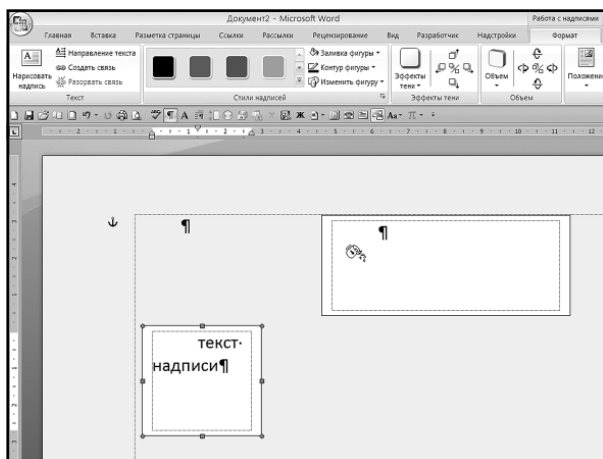 Документ2 - Microsoft Word
Работа с надписями
Главная Вставка Разметка страницы Ссылки Рассылки Рецензирование Вид Разработчик Надстройки Формат
Нарисовать надпись
Направление текста
Создать связь
Разорвать связь
Текст
Заливка фигуры
Контур фигуры
Изменить фигуру
Стили надписей
Эффекты тени
Эффекты тени
Объем
Объем
Положени
¶ ¶
текст·
надписи¶